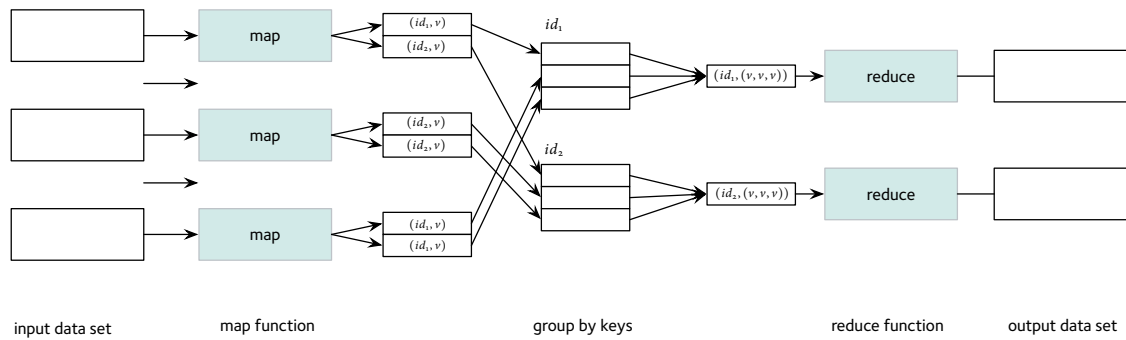 map
(id₁, v)
(id₂, v)
id₁
(id₁, (v, v, v))
reduce
map
(id₂, v)
(id₂, v)
id₂
(id₂, (v, v, v))
reduce
map
(id₁, v)
(id₁, v)
input data set
map function
group by keys
reduce function
output data set